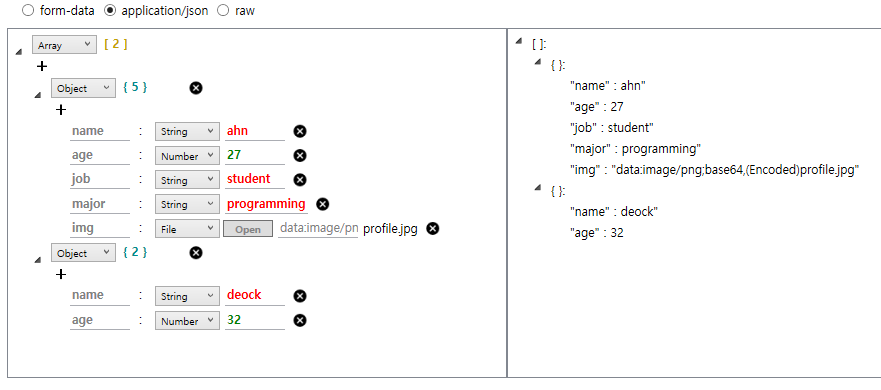 form-data application/json raw
Array [ 2 ]
+
Object { 5 }
+
name : String ahn
age : Number 27
job : String student
major : String programming
img : File Open data:image/pn profile.jpg
Object { 2 }
+
name : String deock
age : Number 32
[ ]:
{ }:
"name" : ahn"
"age" : 27
"job" : student"
"major" : programming"
"img" : "data:image/png;base64,(Encoded)profile.jpg"
{ }:
"name" : deock"
"age" : 32